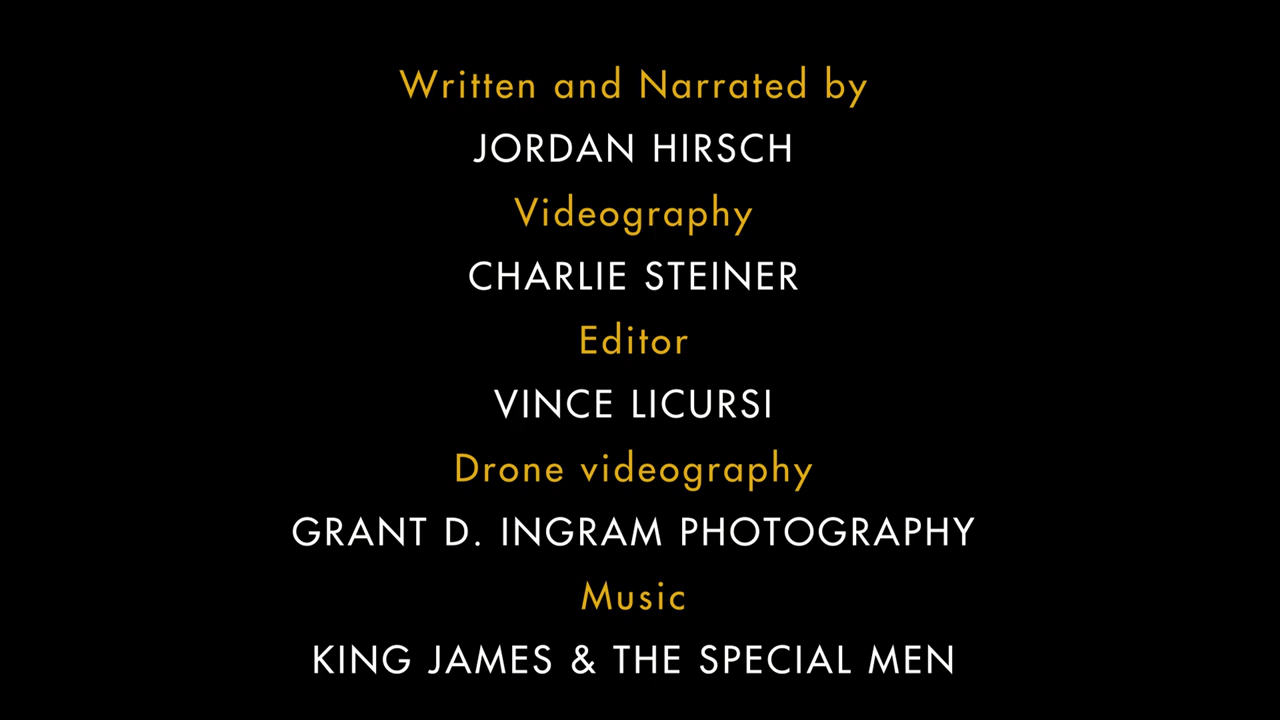 Written and Narrated by
JORDAN HIRSCH
Videography
CHARLIE STEINER
Editor
VINCE LICURSI
Drone videography
GRANT D. INGRAM PHOTOGRAPHY
Music
KING JAMES & THE SPECIAL MEN